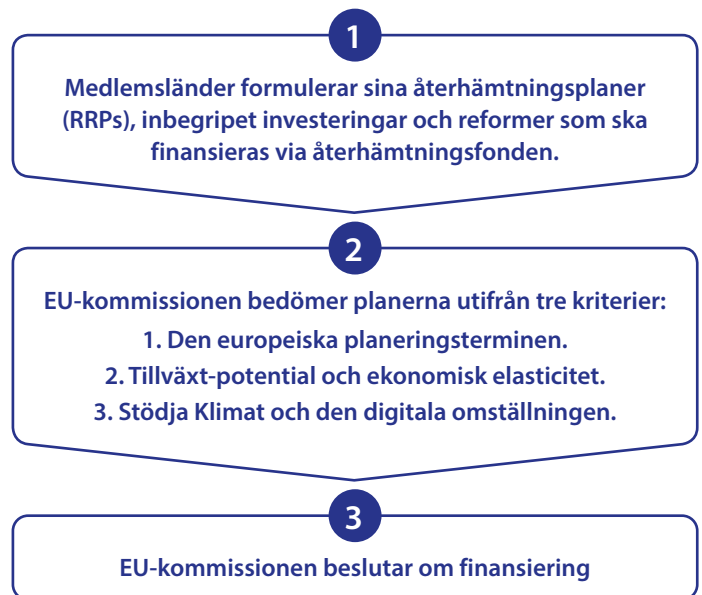 1
Medlemsländer formulerar sina återhämtningsplaner
(RRPs), inbegripet investeringar och reformer som ska
finansieras via återhämtningsfonden.
2
EU-kommissionen bedömer planerna utifrån tre kriterier:
1. Den europeiska planeringsterminen.
2. Tillväxt-potential och ekonomisk elasticitet.
3. Stödja Klimat och den digitala omställningen.
3
EU-kommissionen beslutar om finansiering